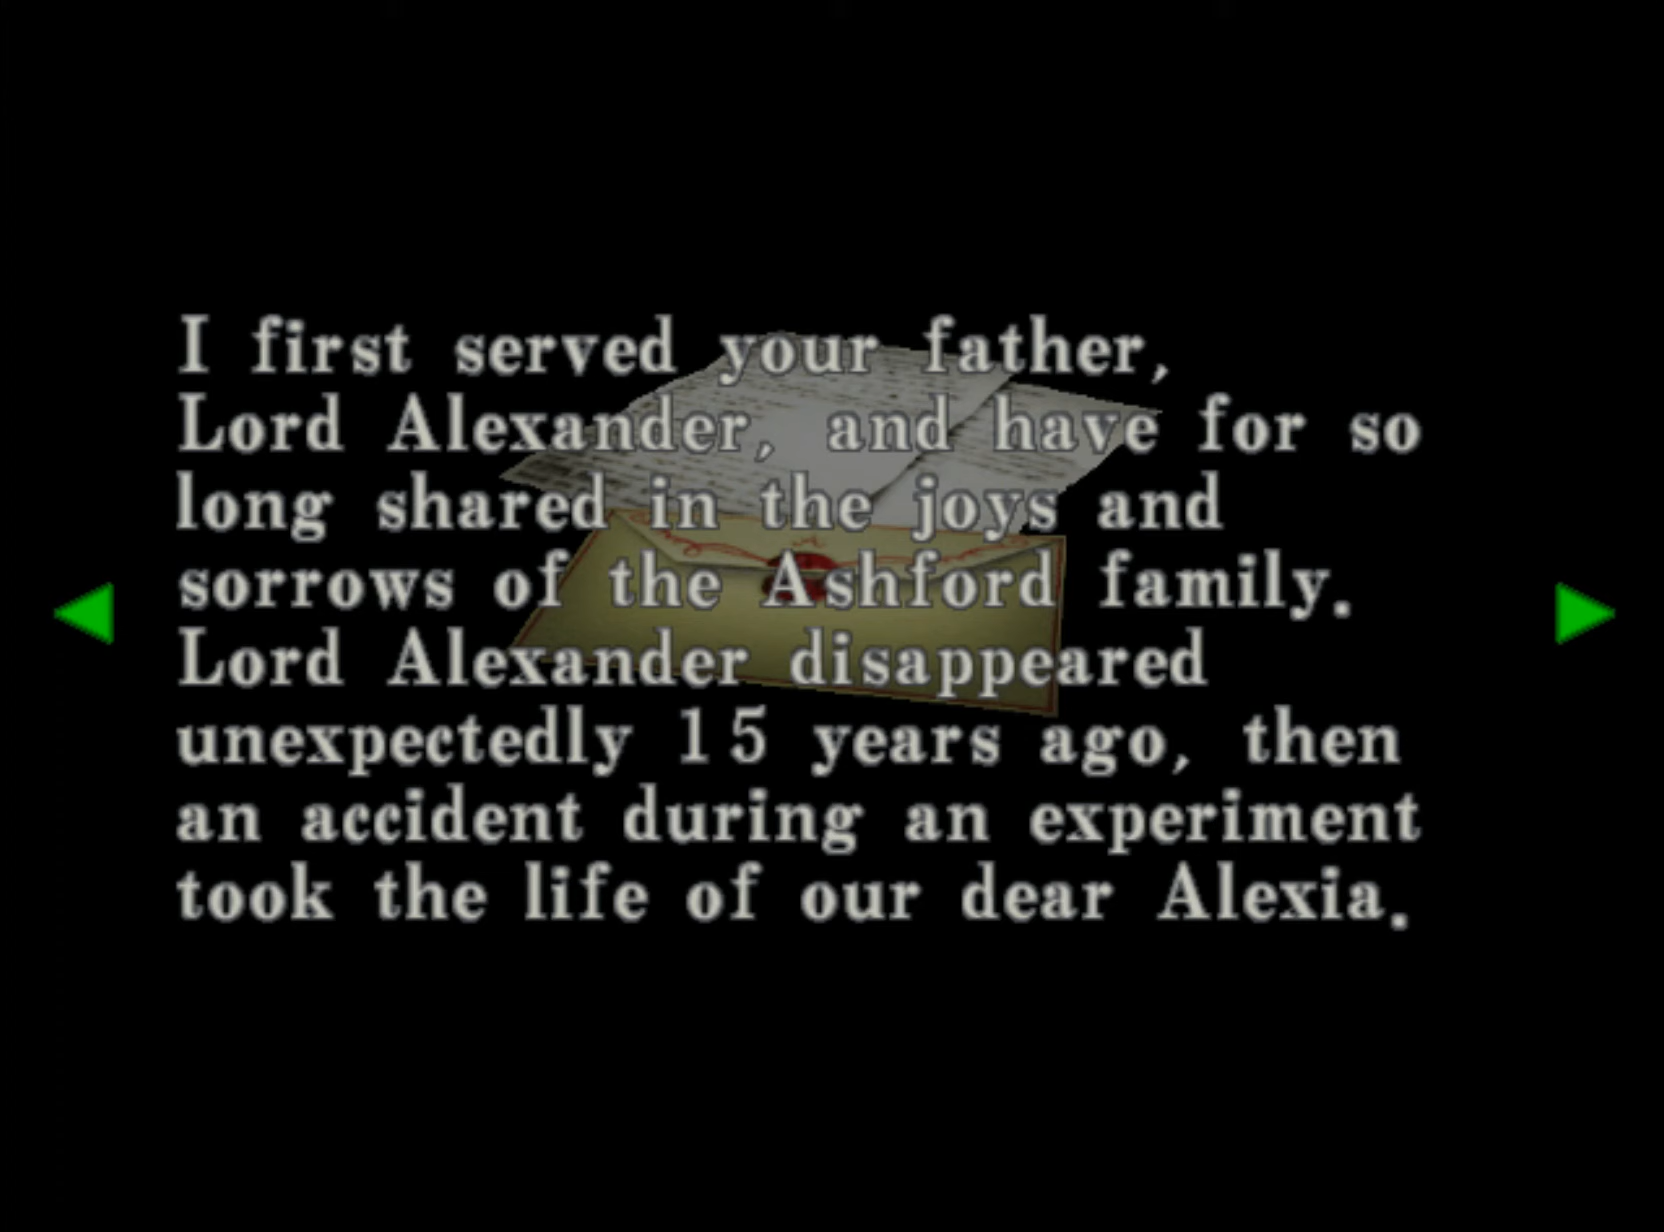 I first served your father,
Lord Alexander, and have for so
long shared in the joys and
sorrows of the Ashford family.
Lord Alexander disappeared
unexpectedly 15 years ago, then
an accident during an experiment
took the life of our dear Alexia.